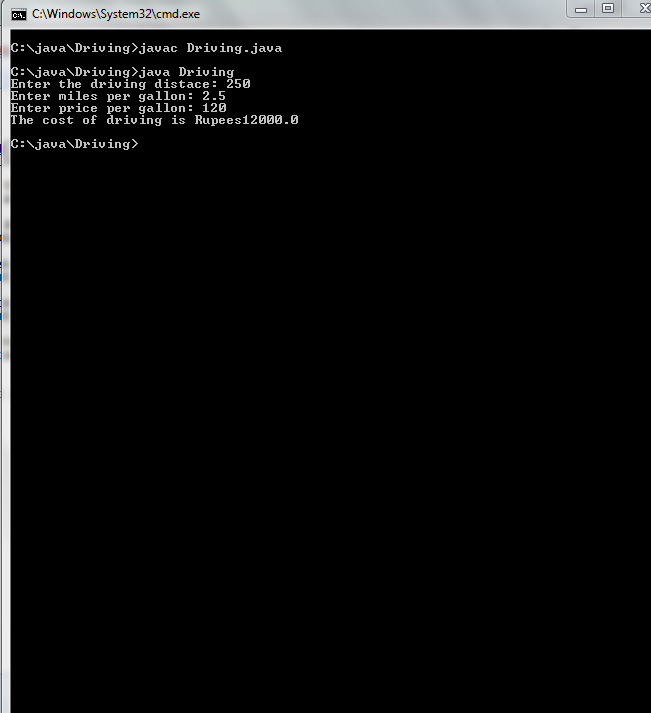 C:\Windows\System32\cmd.exe
C:\java\Driving>javac Driving.java
C:\java\Driving>java Driving
Enter the driving distace: 250
Enter miles per gallon: 2.5
Enter price per gallon: 120
The cost of driving is Rupees12000.0
C:\java\Driving>